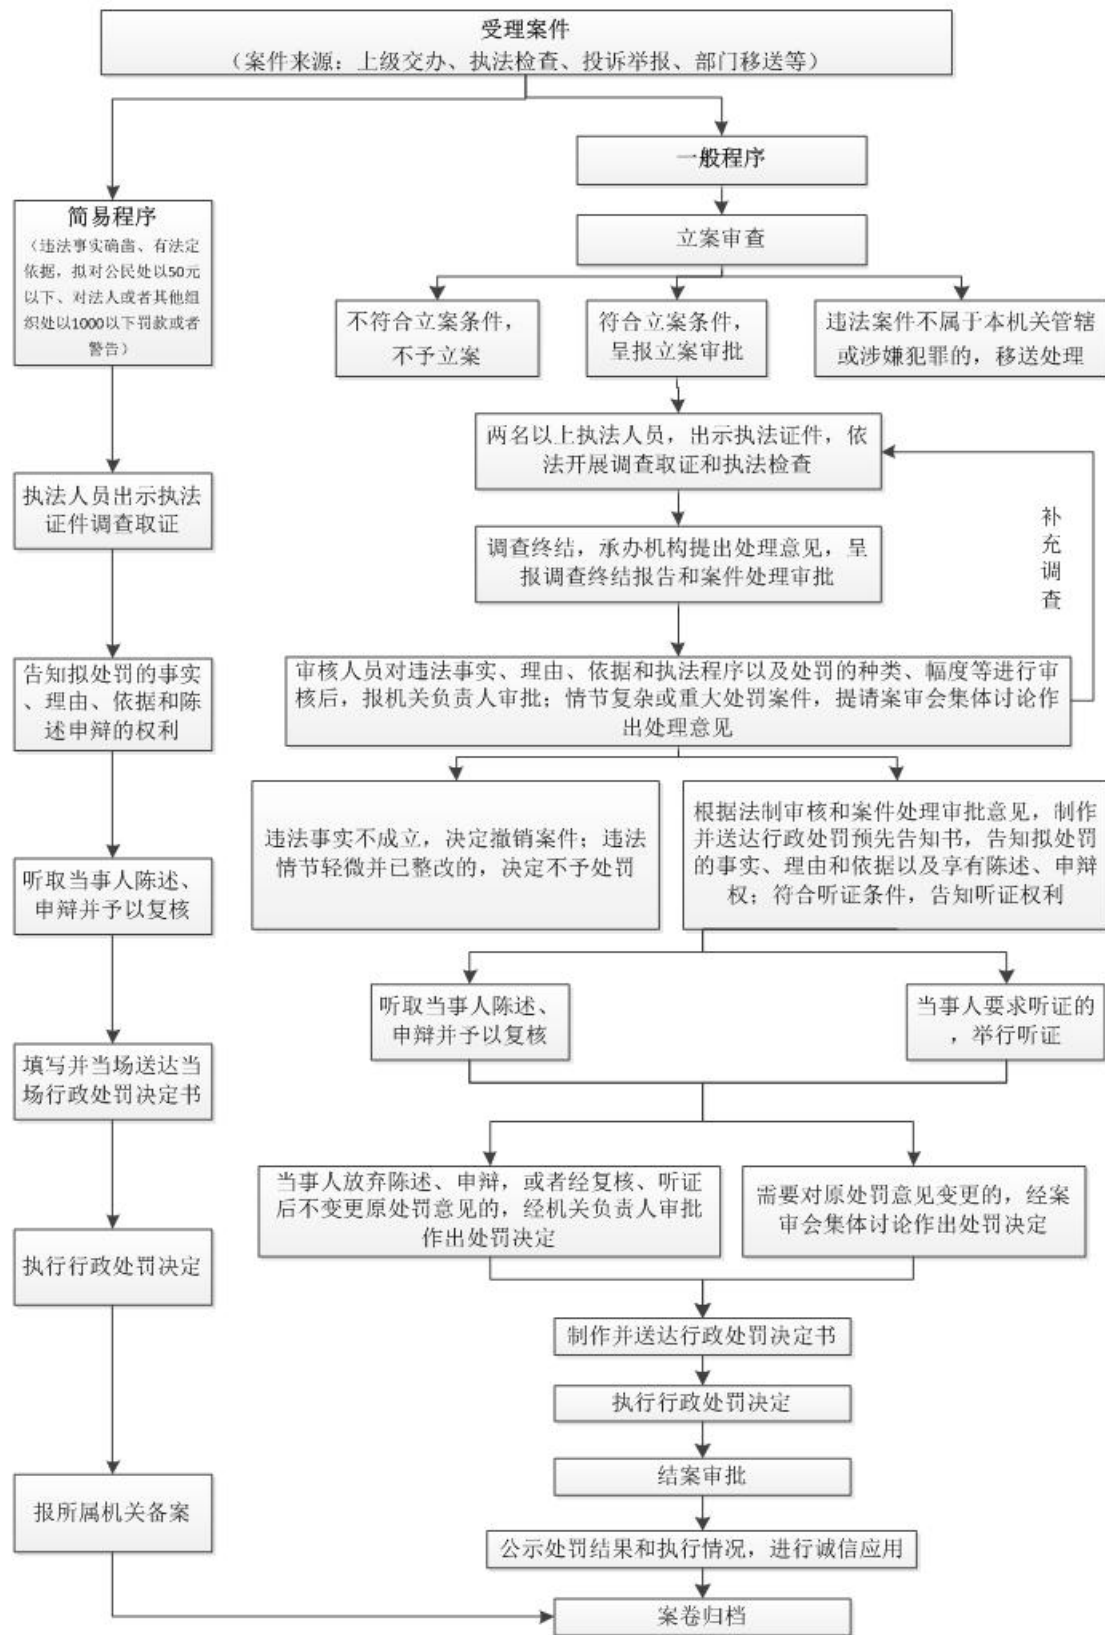 受理案件
（案件来源：上级交办、执法检查、投诉举报、部门移送等）
一般程序
简易程序
（违法事实确凿、有法定
依据，拟对公民处以50元
以下、对法人或者其他组
织处以1000以下罚款或者
警告）
立案审查
不符合立案条件，
不予立案
符合立案条件，
呈报立案审批
违法案件不属于本机关管辖
或涉嫌犯罪的，移送处理
两名以上执法人员，出示执法证件，依
法开展调查取证和执法检查
执法人员出示执法
证件调查取证
补
充
调
查
调查终结，承办机构提出处理意见，呈
报调查终结报告和案件处理审批
告知拟处罚的事实
、理由、依据和陈
述申辩的权利
审核人员对违法事实、理由、依据和执法程序以及处罚的种类、幅度等进行审
核后，报机关负责人审批；情节复杂或重大处罚案件，提请案审会集体讨论作
出处理意见
违法事实不成立，决定撤销案件；违法
情节轻微并已整改的，决定不予处罚
根据法制审核和案件处理审批意见，制作
并送达行政处罚预先告知书，告知拟处罚
的事实、理由和依据以及享有陈述、申辩
权；符合听证条件，告知听证权利
听取当事人陈述、
申辩并予以复核
听取当事人陈述、
申辩并予以复核
当事人要求听证的
，举行听证
填写并当场送达当
场行政处罚决定书
当事人放弃陈述、申辩，或者经复核、听证
后不变更原处罚意见的，经机关负责人审批
作出处罚决定
需要对原处罚意见变更的，经案
审会集体讨论作出处罚决定
执行行政处罚决定
制作并送达行政处罚决定书
执行行政处罚决定
结案审批
报所属机关备案
公示处罚结果和执行情况，进行诚信应用
案卷归档